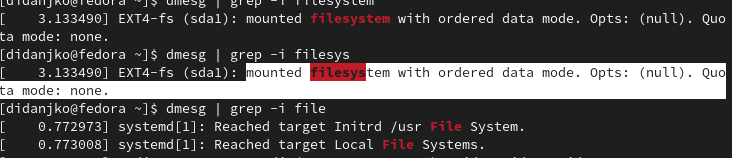 [didanjko@fedora ~]$ dmesg | grep -i filesystem
[    3.133490] EXT4-fs (sda1): mounted filesystem with ordered data mode. Opts: (null). Quo
ta mode: none.
[didanjko@fedora ~]$ dmesg | grep -i filesys
[    3.133490] EXT4-fs (sda1): mounted filesystem with ordered data mode. Opts: (null). Quo
ta mode: none.
[didanjko@fedora ~]$ dmesg | grep -i file
[    0.772973] systemd[1]: Reached target Initrd /usr File System.
[    0.773008] systemd[1]: Reached target Local File Systems.